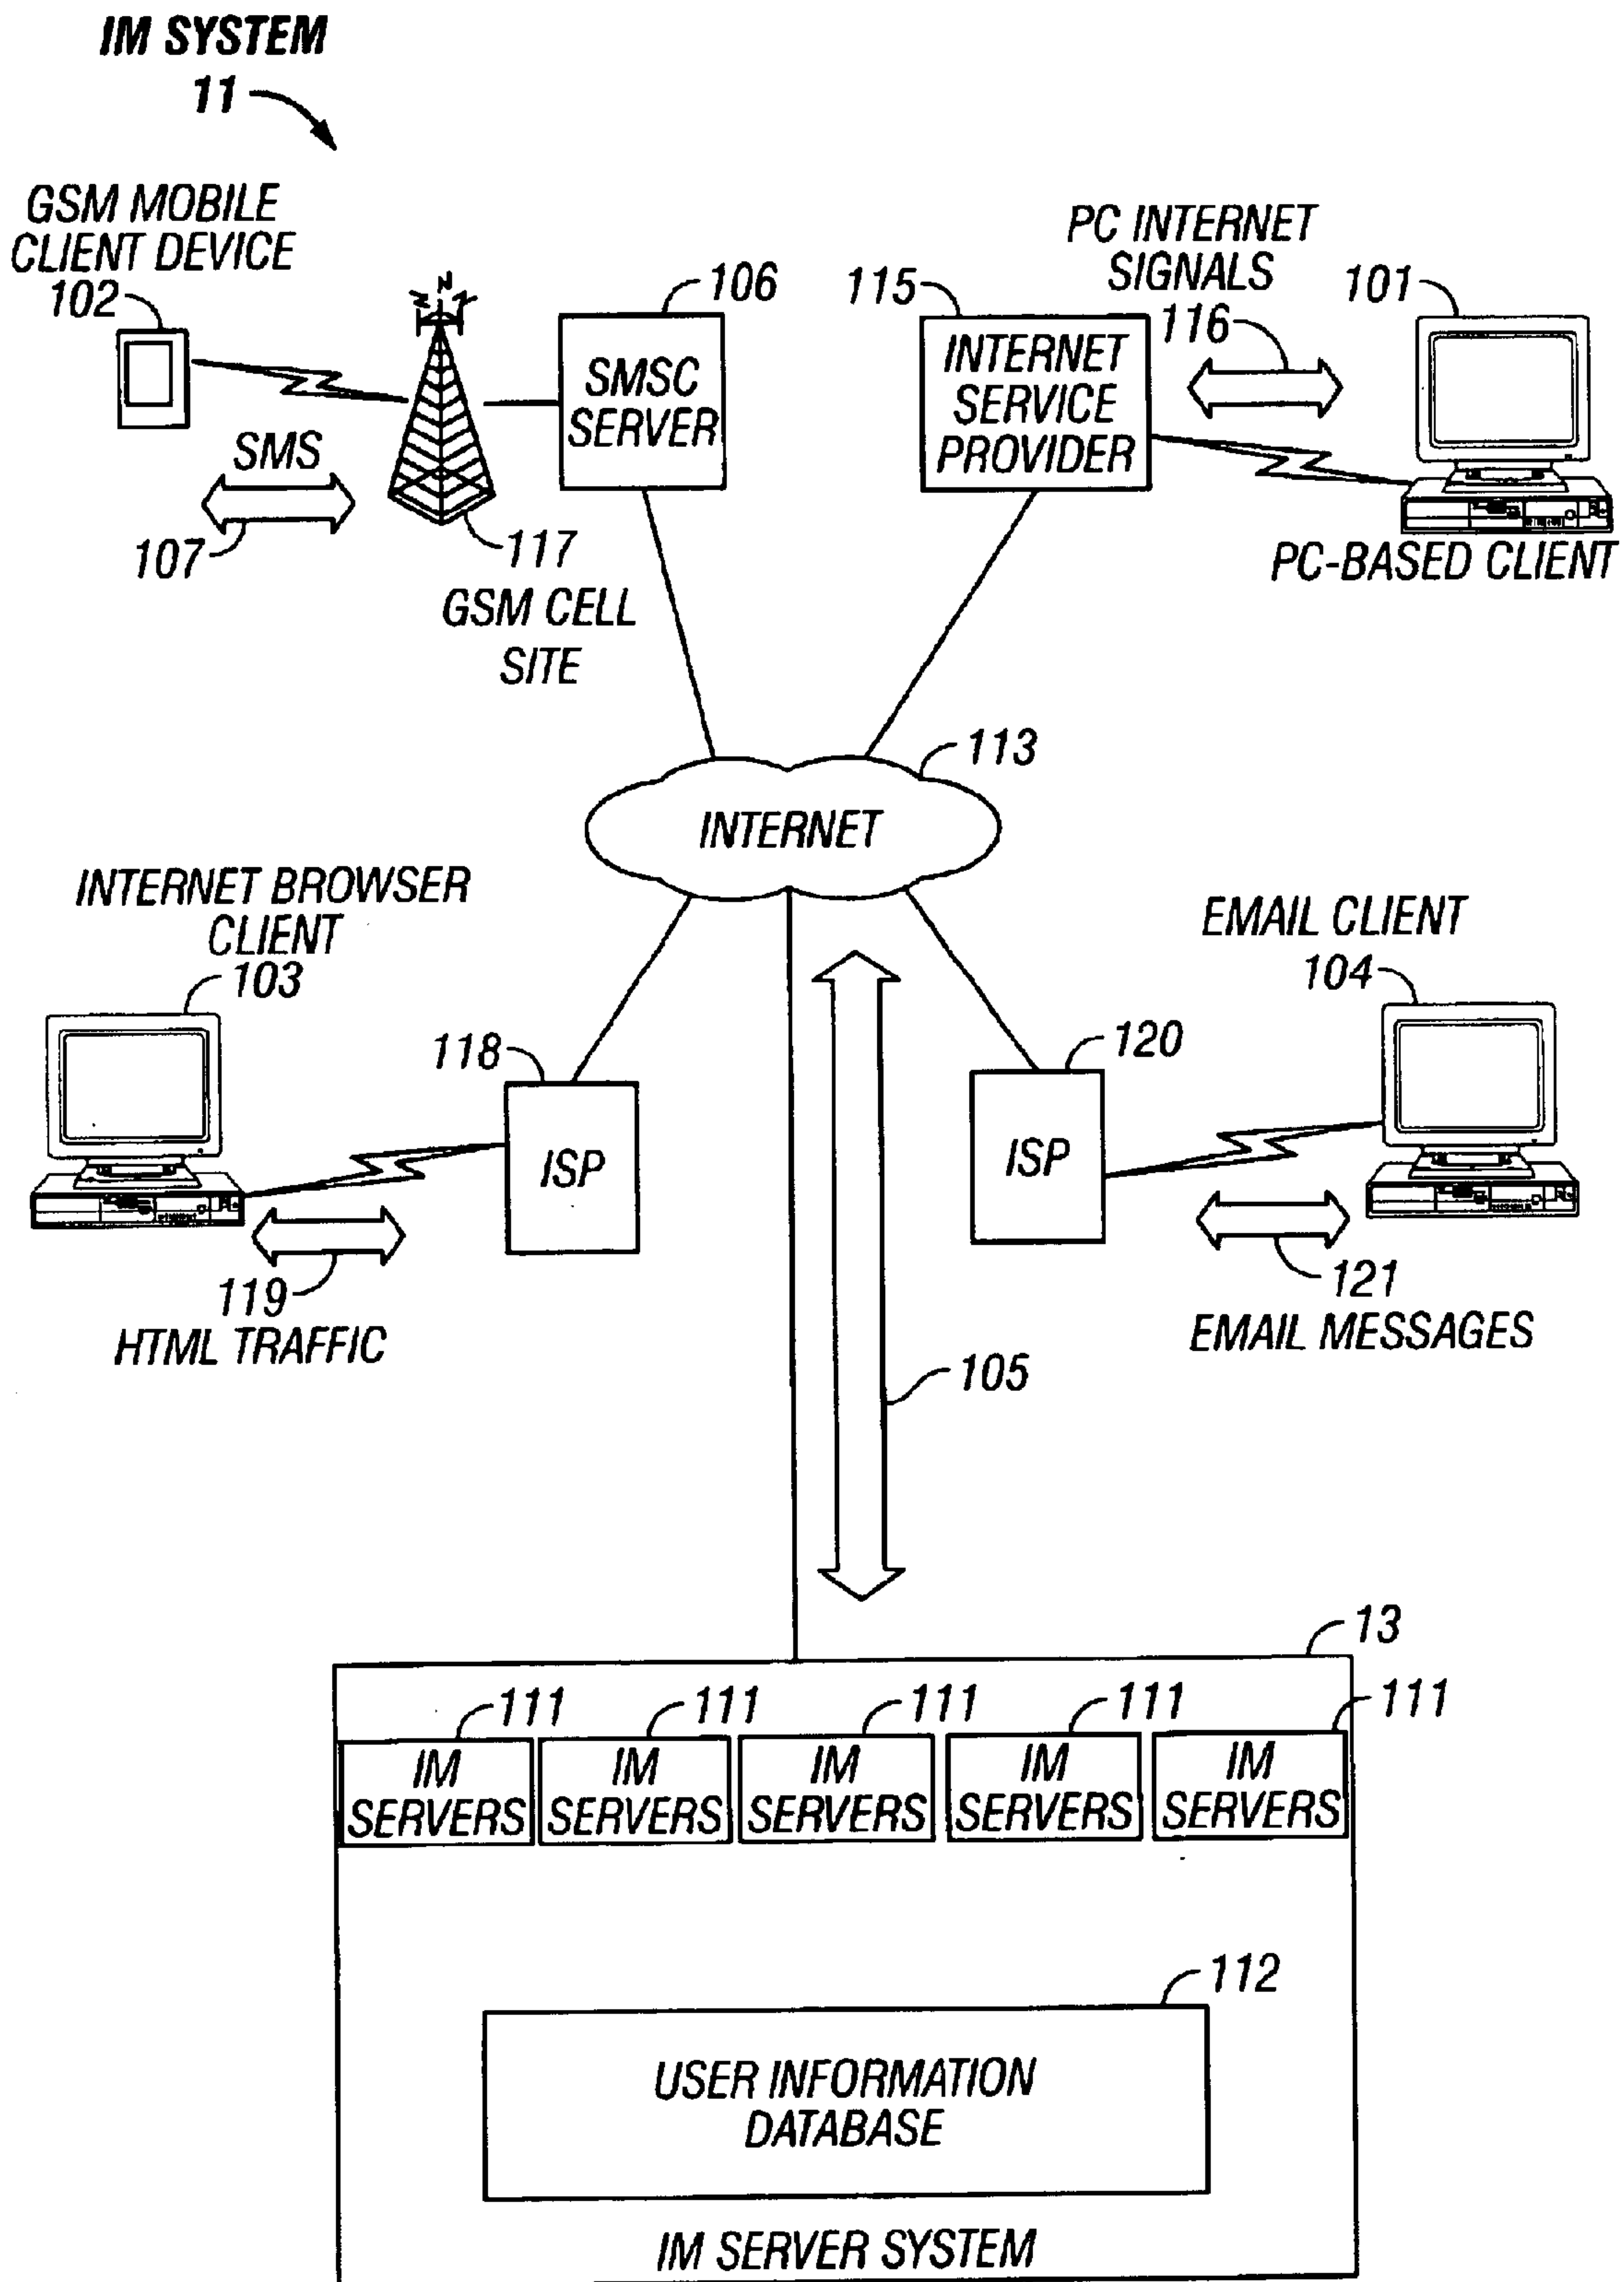 IM SYSTEM
11
GSM MOBILE
CLIENT DEVICE
102
106
SMSC
SERVER
SMS
107
117
GSM CELL
SITE
PC INTERNET
SIGNALS
116
115
INTERNET
SERVICE
PROVIDER
101
PC-BASED CLIENT
113
INTERNET
INTERNET BROWSER
CLIENT
103
118
ISP
119
HTML TRAFFIC
EMAIL CLIENT
104
120
ISP
121
EMAIL MESSAGES
105
13
111
111
111
111
111
IM
SERVERS
IM
SERVERS
IM
SERVERS
IM
SERVERS
IM
SERVERS
112
USER INFORMATION
DATABASE
IM SERVER SYSTEM